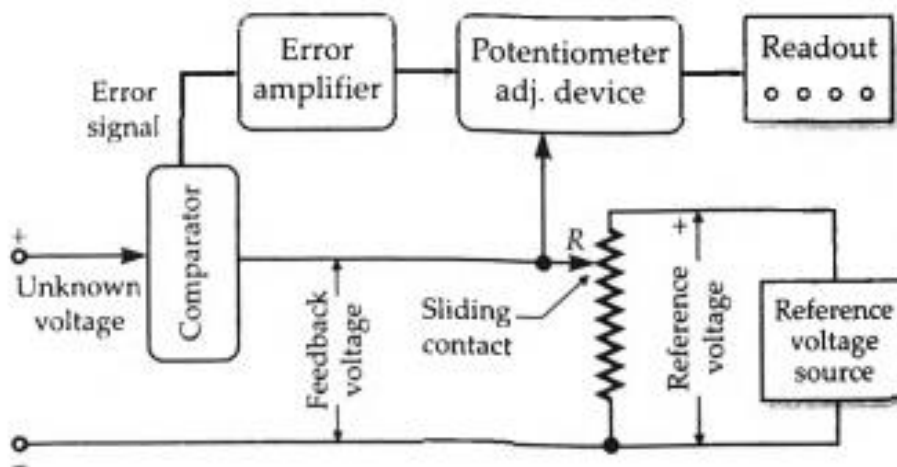 Error
amplifier
Potentiometer
adj. device
Readout
Error
signal
Comparator
+
Unknown
voltage
Feedback
voltage
R
Sliding
contact
+
Reference
voltage
Reference
voltage
source
−